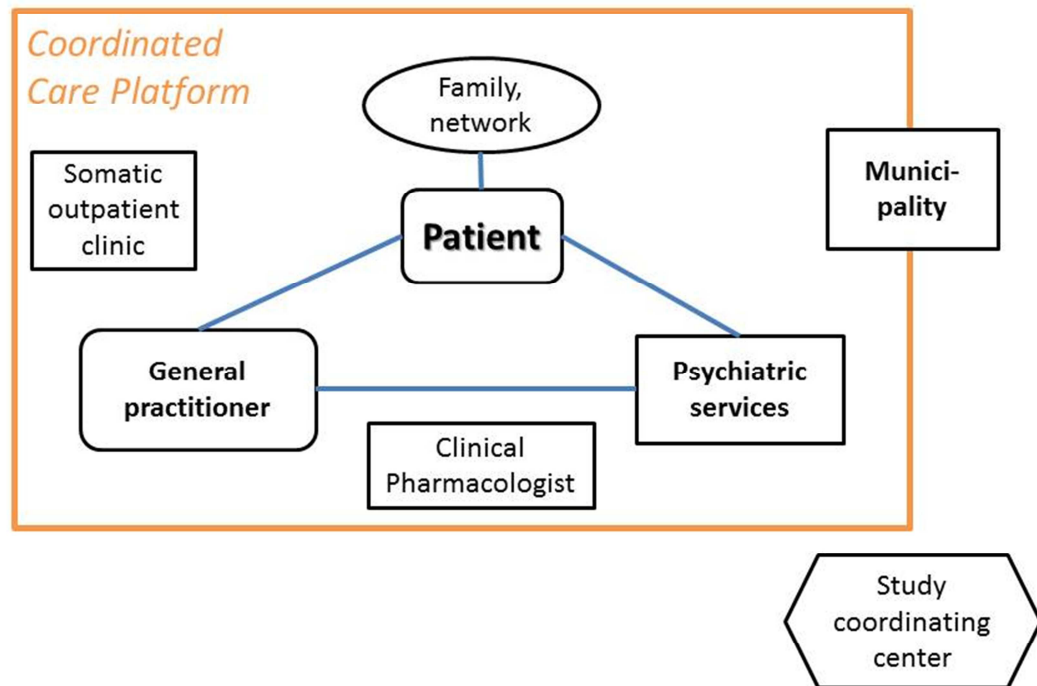 Coordinated
Care Platform
Family,
network
Somatic
outpatient
clinic
Patient
Munici-
pality
General
practitioner
Psychiatric
services
Clinical
Pharmacologist
Study
coordinating
center